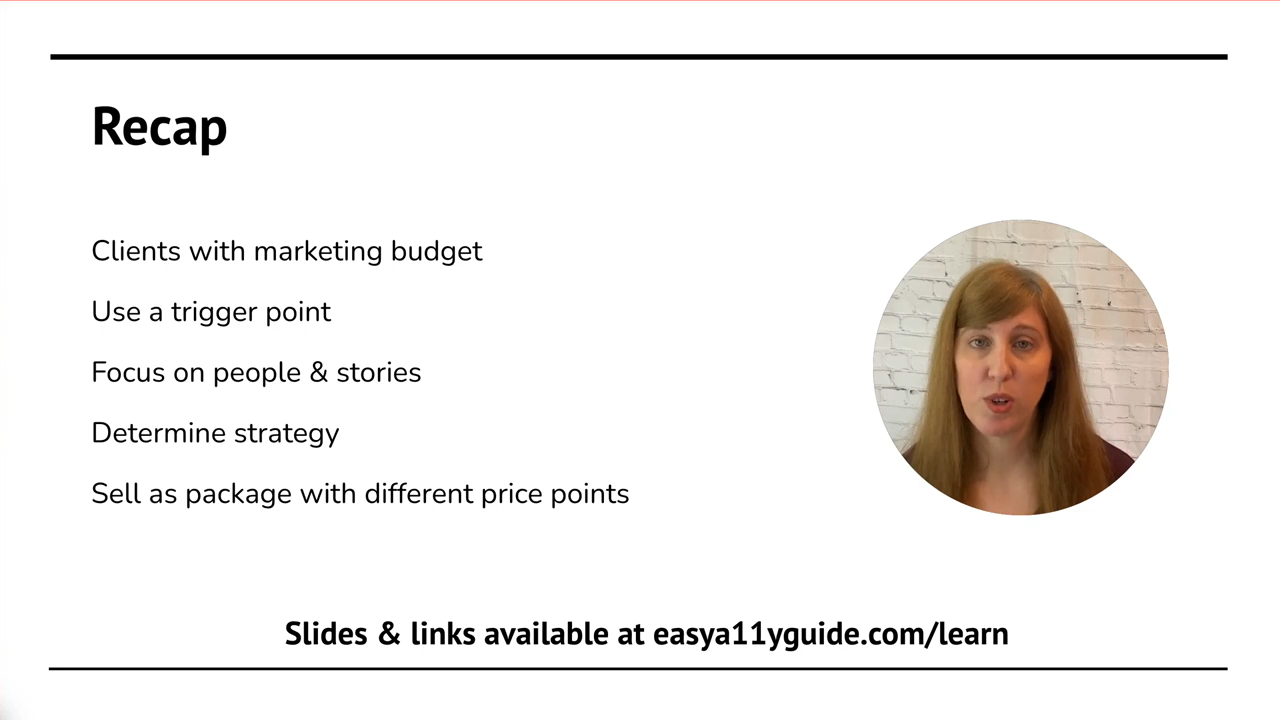 Recap
Clients with marketing budget
Use a trigger point
Focus on people & stories
Determine strategy
Sell as package with different price points
Slides & links available at easya11yguide.com/learn